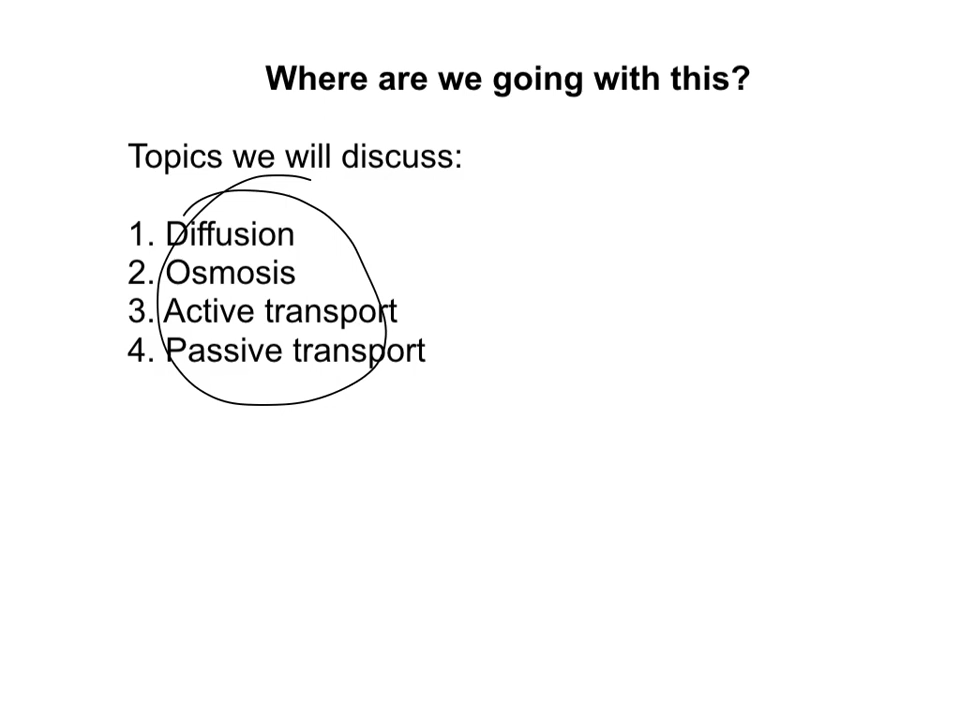 Where are we going with this?
Topics we will discuss:
1. Diffusion
2. Osmosis
3. Active transport
4. Passive transport